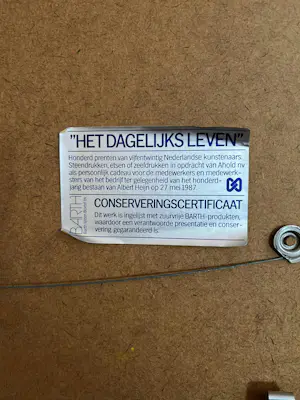 "HET DAGELIJKS LEVEN"
Honderd prenten van vijfentwintig Nederlandse kunstenaars.
Steendrukken, etsen of zeefdrukken in opdracht van Ahold nv
als persoonlijk cadeau voor de medewerkers en medewerk-
sters van het bedrijf ter gelegenheid van het honderd-
jarig bestaan van Albert Heijn op 27 mei 1987.
CONSERVERINGSCERTIFICAAT
Dit werk is ingelijst met zuurvrije BARTH-produkten,
waardoor een verantwoorde presentatie en conser-
vering gegarandeerd is.
BARTH